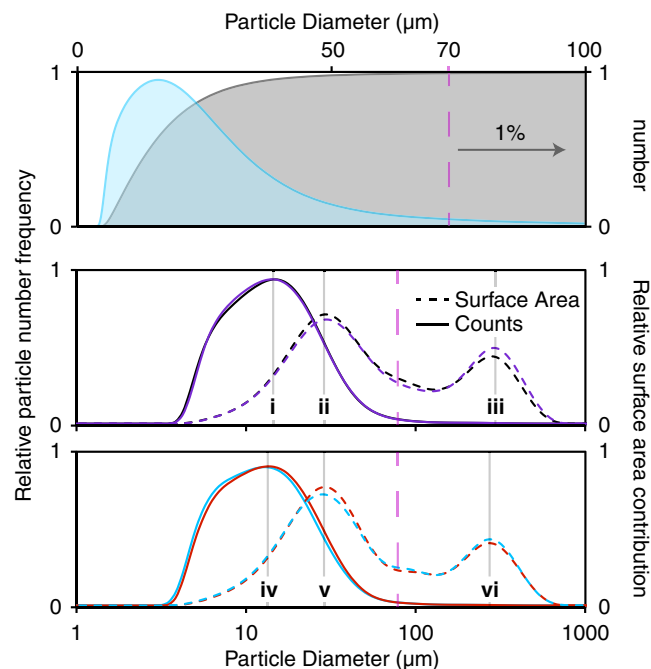 Particle Diameter (µm)
0 50 70 100
1 1
1%
0 0
number
Relative particle number frequency
1 1
Surface Area
Counts
i ii iii
0 0
Relative surface area contribution
1 1
iv v vi
0 0
1 10 100 1000
Particle Diameter (µm)